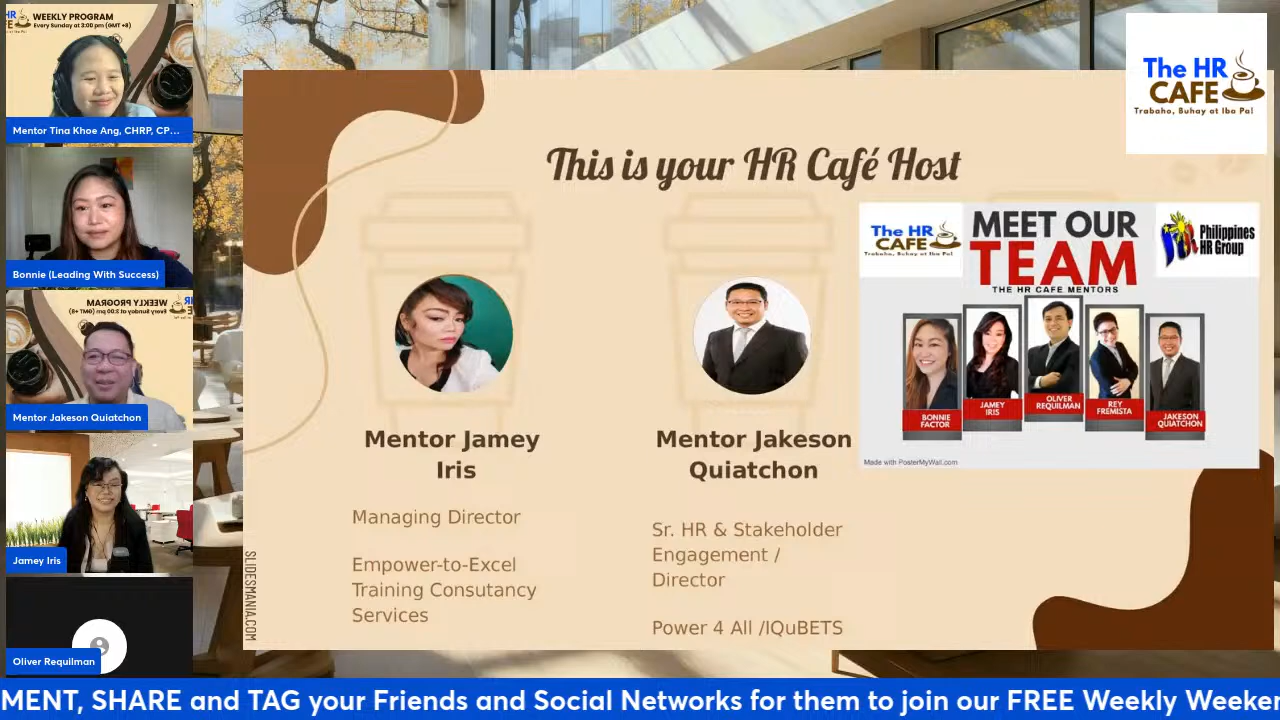 WEEKLY PROGRAM
Every Sunday at 3:00 pm (GMT +8)
Mentor Tina Khoe Ang, CHRP, CP...
Bonnie (Leading With Success)
WEEKLY PROGRAM
Every Sunday at 3:00 pm (GMT +8)
Mentor Jakeson Quiatchon
Jamey Iris
Oliver Requilman
The HR
CAFE
Trabaho, Buhay at Iba Pa!
This is your HR Café Host
Mentor Jamey
Iris
Managing Director
Empower-to-Excel
Training Consutancy
Services
Mentor Jakeson
Quiatchon
Sr. HR & Stakeholder
Engagement /
Director
Power 4 All /IQuBETS
The HR
CAFE
Trabaho, Buhay at Iba Pa!
MEET OUR
TEAM
THE HR CAFE MENTORS
Philippines
HR Group
BONNIE
FACTOR
JAMEY
IRIS
OLIVER
REQUILMAN
REY
FREMISTA
JAKESON
QUIATCHON
Made with PosterMyWall.com
SLIDESMANIA.COM
MENT, SHARE and TAG your Friends and Social Networks for them to join our FREE Weekly Weeken